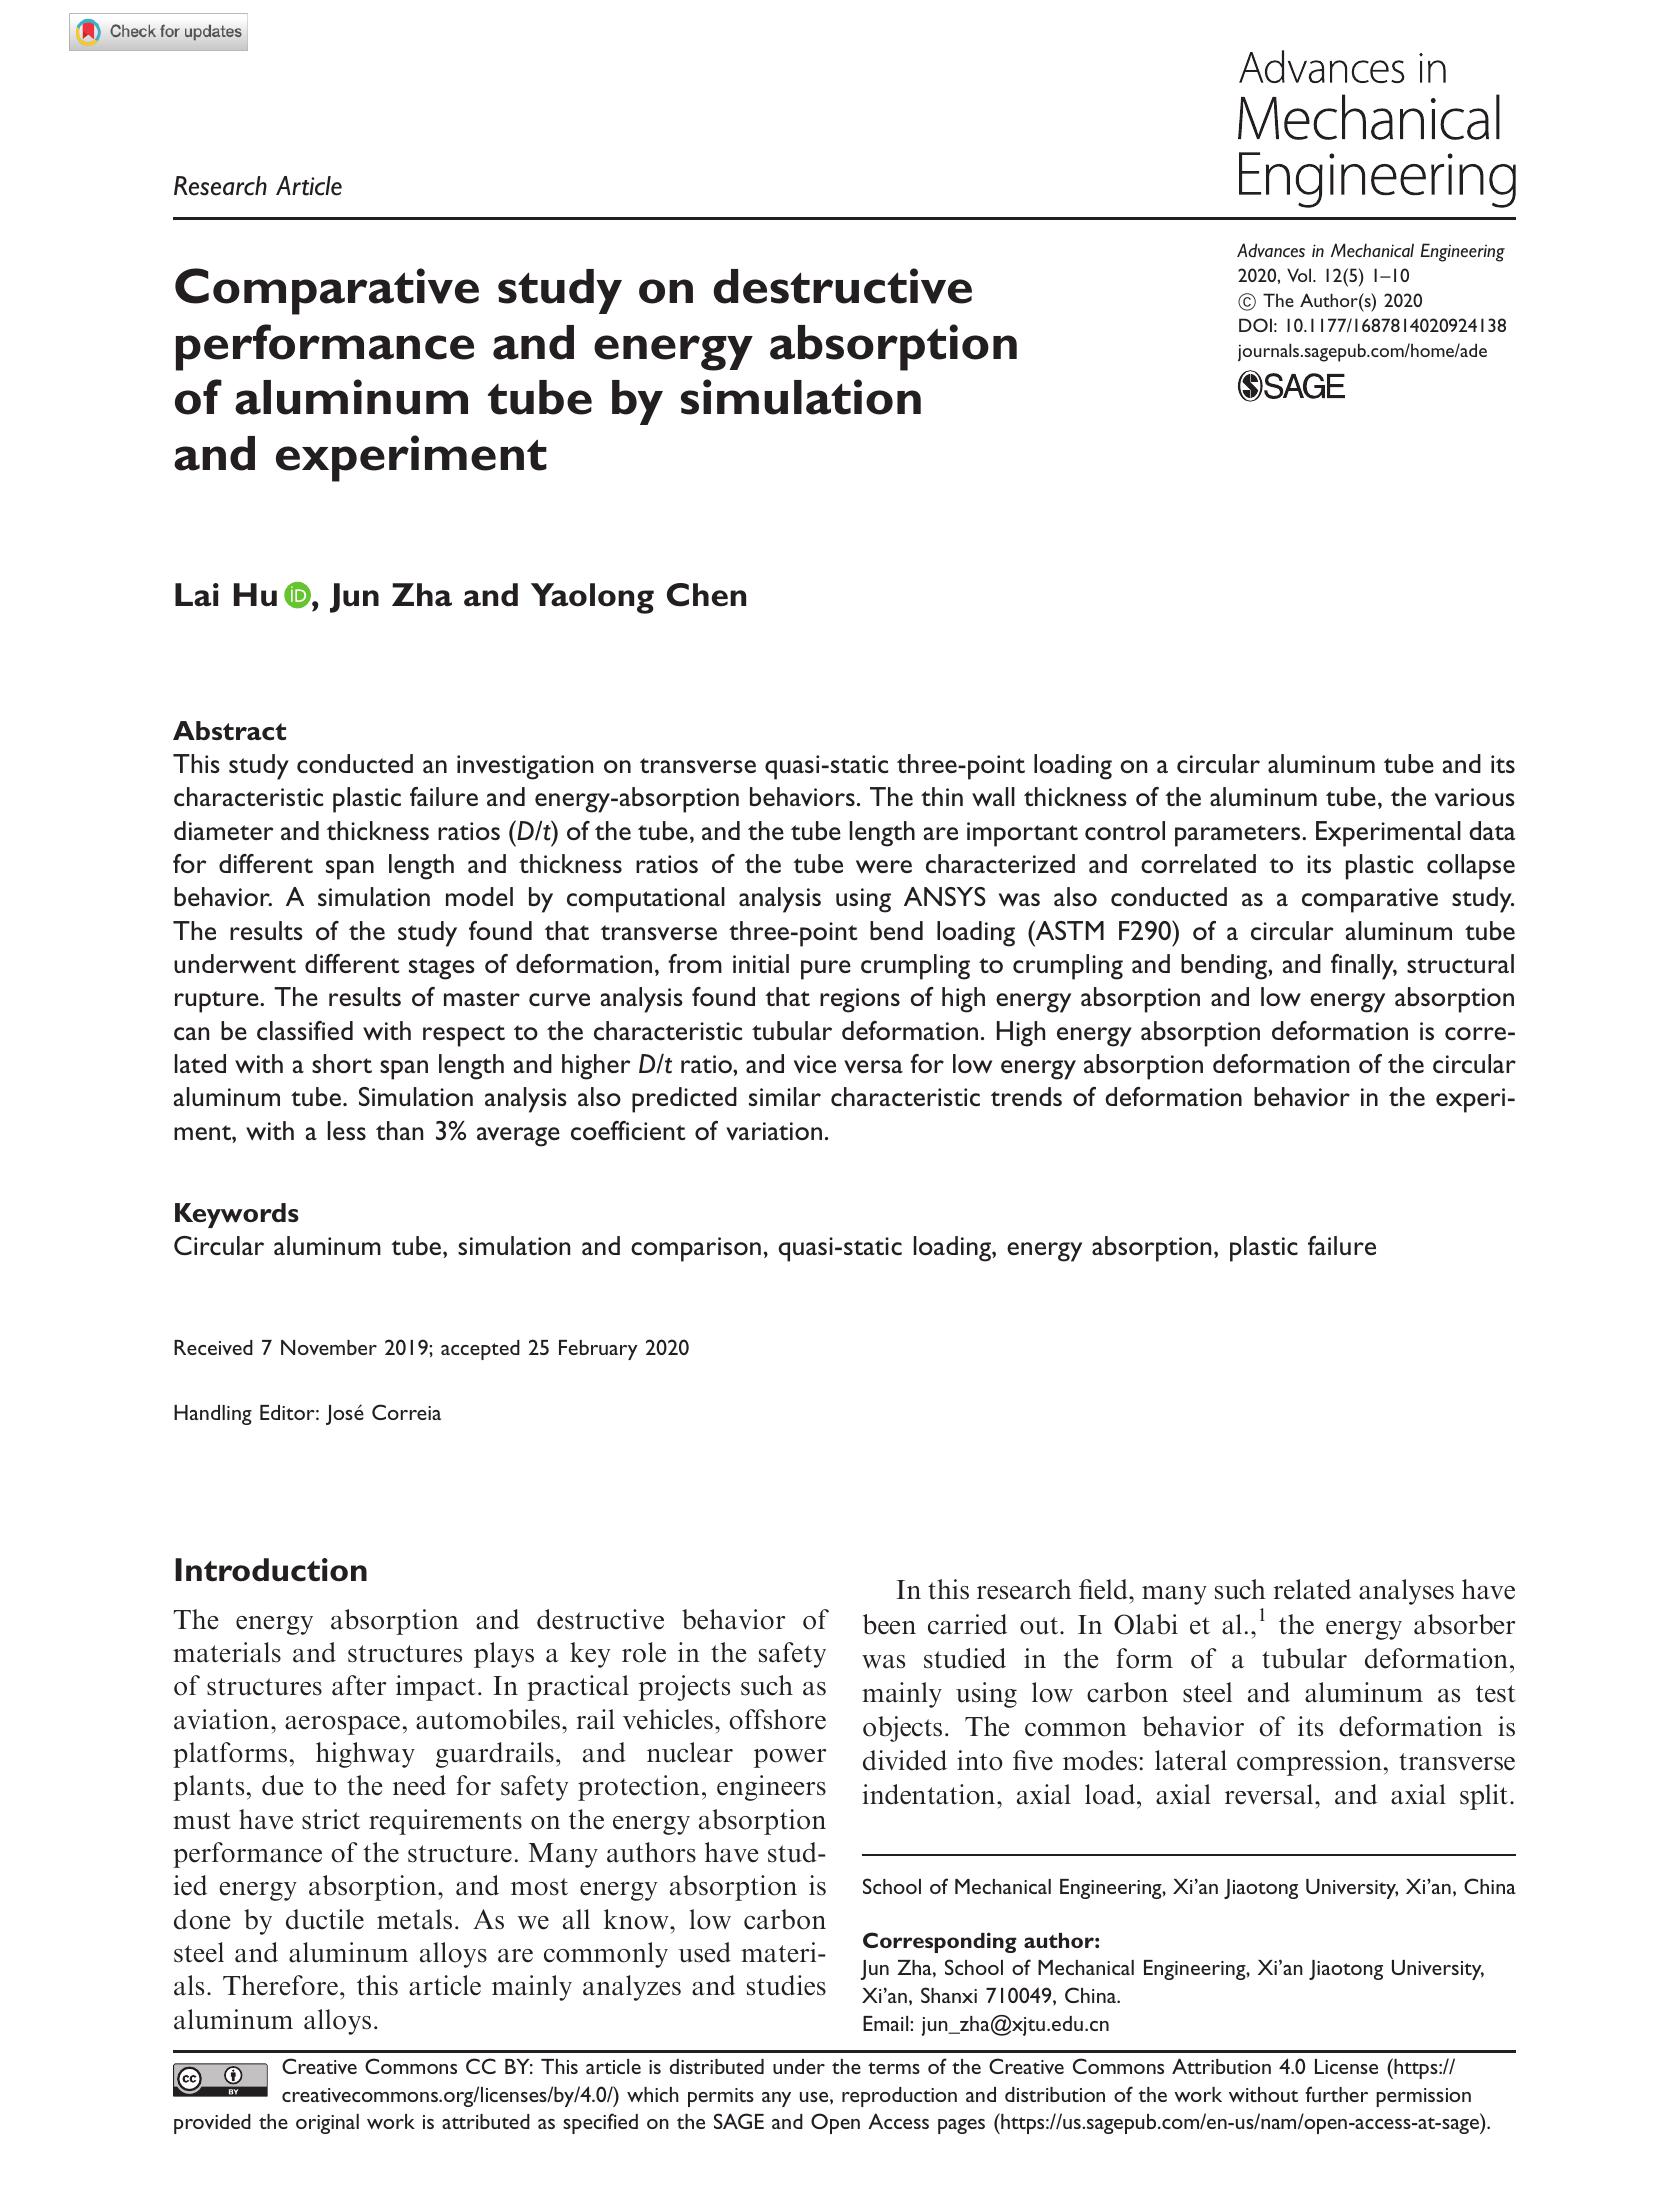 Check for updates
Advances in
Mechanical
Engineering
Research Article
Advances in Mechanical Engineering
2020, Vol. 12(5) 1–10
© The Author(s) 2020
DOI: 10.1177/1687814020924138
journals.sagepub.com/home/ade
SAGE
Comparative study on destructive
performance and energy absorption
of aluminum tube by simulation
and experiment
Lai Hu iD, Jun Zha and Yaolong Chen
Abstract
This study conducted an investigation on transverse quasi-static three-point loading on a circular aluminum tube and its
characteristic plastic failure and energy-absorption behaviors. The thin wall thickness of the aluminum tube, the various
diameter and thickness ratios (D/t) of the tube, and the tube length are important control parameters. Experimental data
for different span length and thickness ratios of the tube were characterized and correlated to its plastic collapse
behavior. A simulation model by computational analysis using ANSYS was also conducted as a comparative study.
The results of the study found that transverse three-point bend loading (ASTM F290) of a circular aluminum tube
underwent different stages of deformation, from initial pure crumpling to crumpling and bending, and finally, structural
rupture. The results of master curve analysis found that regions of high energy absorption and low energy absorption
can be classified with respect to the characteristic tubular deformation. High energy absorption deformation is corre-
lated with a short span length and higher D/t ratio, and vice versa for low energy absorption deformation of the circular
aluminum tube. Simulation analysis also predicted similar characteristic trends of deformation behavior in the experi-
ment, with a less than 3% average coefficient of variation.
Keywords
Circular aluminum tube, simulation and comparison, quasi-static loading, energy absorption, plastic failure
Received 7 November 2019; accepted 25 February 2020
Handling Editor: José Correia
Introduction
The energy absorption and destructive behavior of
materials and structures plays a key role in the safety
of structures after impact. In practical projects such as
aviation, aerospace, automobiles, rail vehicles, offshore
platforms, highway guardrails, and nuclear power
plants, due to the need for safety protection, engineers
must have strict requirements on the energy absorption
performance of the structure. Many authors have stud-
ied energy absorption, and most energy absorption is
done by ductile metals. As we all know, low carbon
steel and aluminum alloys are commonly used materi-
als. Therefore, this article mainly analyzes and studies
aluminum alloys.
In this research field, many such related analyses have
been carried out. In Olabi et al.,1 the energy absorber
was studied in the form of a tubular deformation,
mainly using low carbon steel and aluminum as test
objects. The common behavior of its deformation is
divided into five modes: lateral compression, transverse
indentation, axial load, axial reversal, and axial split.
School of Mechanical Engineering, Xi’an Jiaotong University, Xi’an, China
Corresponding author:
Jun Zha, School of Mechanical Engineering, Xi’an Jiaotong University,
Xi’an, Shanxi 710049, China.
Email: jun_zha@xjtu.edu.cn
cc BY
Creative Commons CC BY: This article is distributed under the terms of the Creative Commons Attribution 4.0 License (https://
creativecommons.org/licenses/by/4.0/) which permits any use, reproduction and distribution of the work without further permission
provided the original work is attributed as specified on the SAGE and Open Access pages (https://us.sagepub.com/en-us/nam/open-access-at-sage).